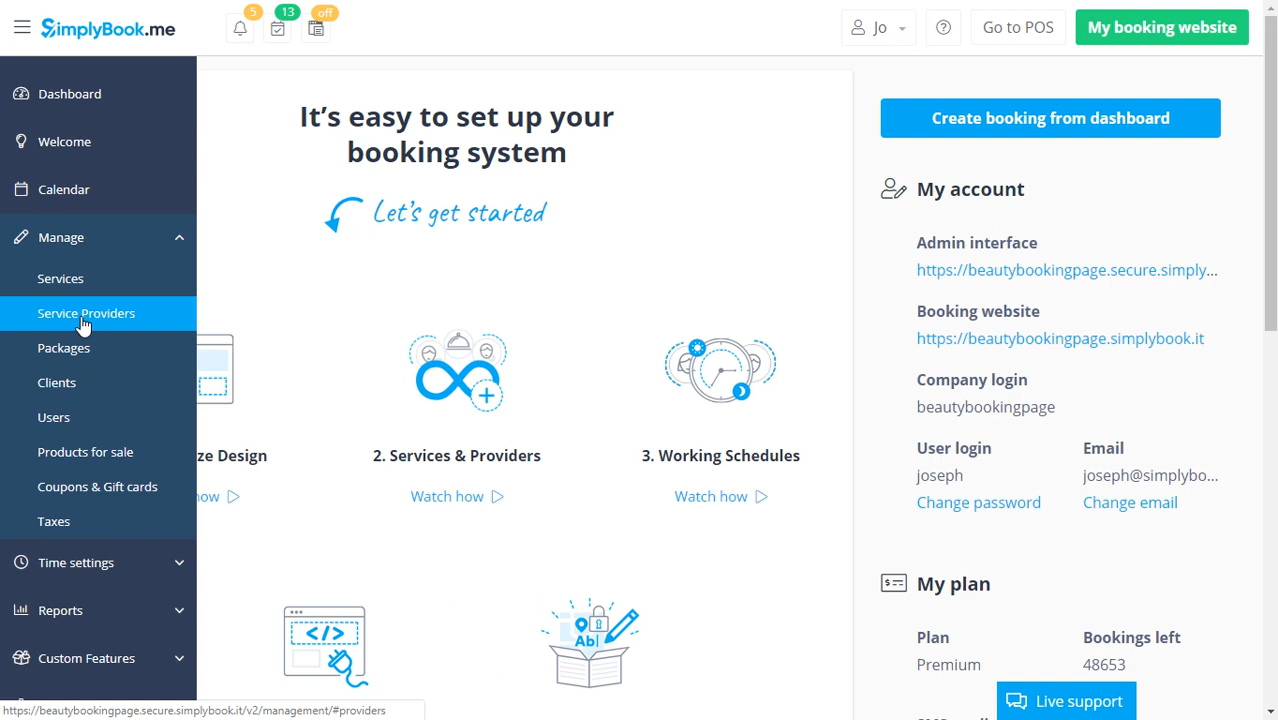 SimplyBook.me
5
13
off
Jo
Go to POS
My booking website
Dashboard
Welcome
Calendar
Manage
Services
Service Providers
Packages
Clients
Users
Products for sale
Coupons & Gift cards
Taxes
Time settings
Reports
Custom Features
It's easy to set up your
booking system
Let's get started
ze Design
now
2. Services & Providers
Watch how
3. Working Schedules
Watch how
</>
Ab
Create booking from dashboard
My account
Admin interface
https://beautybookingpage.secure.simply...
Booking website
https://beautybookingpage.simplybook.it
Company login
beautybookingpage
User login
joseph
Change password
Email
joseph@simplybo...
Change email
My plan
Plan
Premium
Bookings left
48653
Live support
https://beautybookingpage.secure.simplybook.it/v2/management/#providers